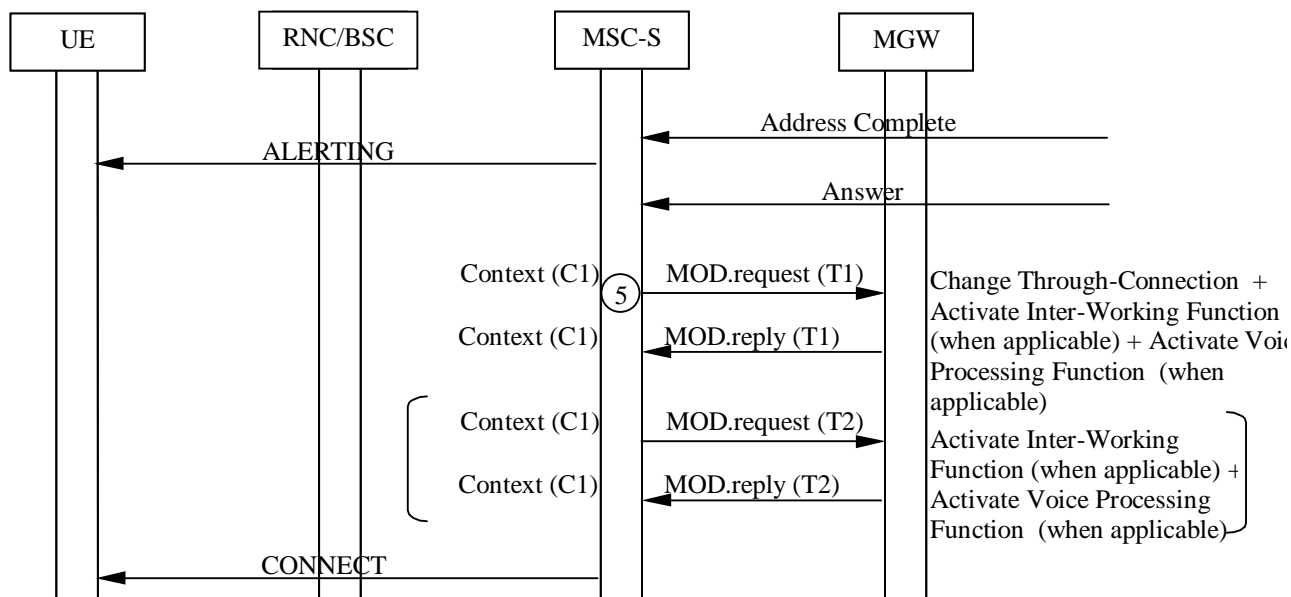 UE
RNC/BSC
MSC-S
MGW
Address Complete
ALERTING
Answer
Context (C1)
5
MOD.request (T1)
Change Through-Connection +
Activate Inter-Working Function
(when applicable) + Activate Voic
Processing Function (when
applicable)
Context (C1)
MOD.reply (T1)
Context (C1)
MOD.request (T2)
Activate Inter-Working
Function (when applicable) +
Activate Voice Processing
Function (when applicable)
Context (C1)
MOD.reply (T2)
CONNECT